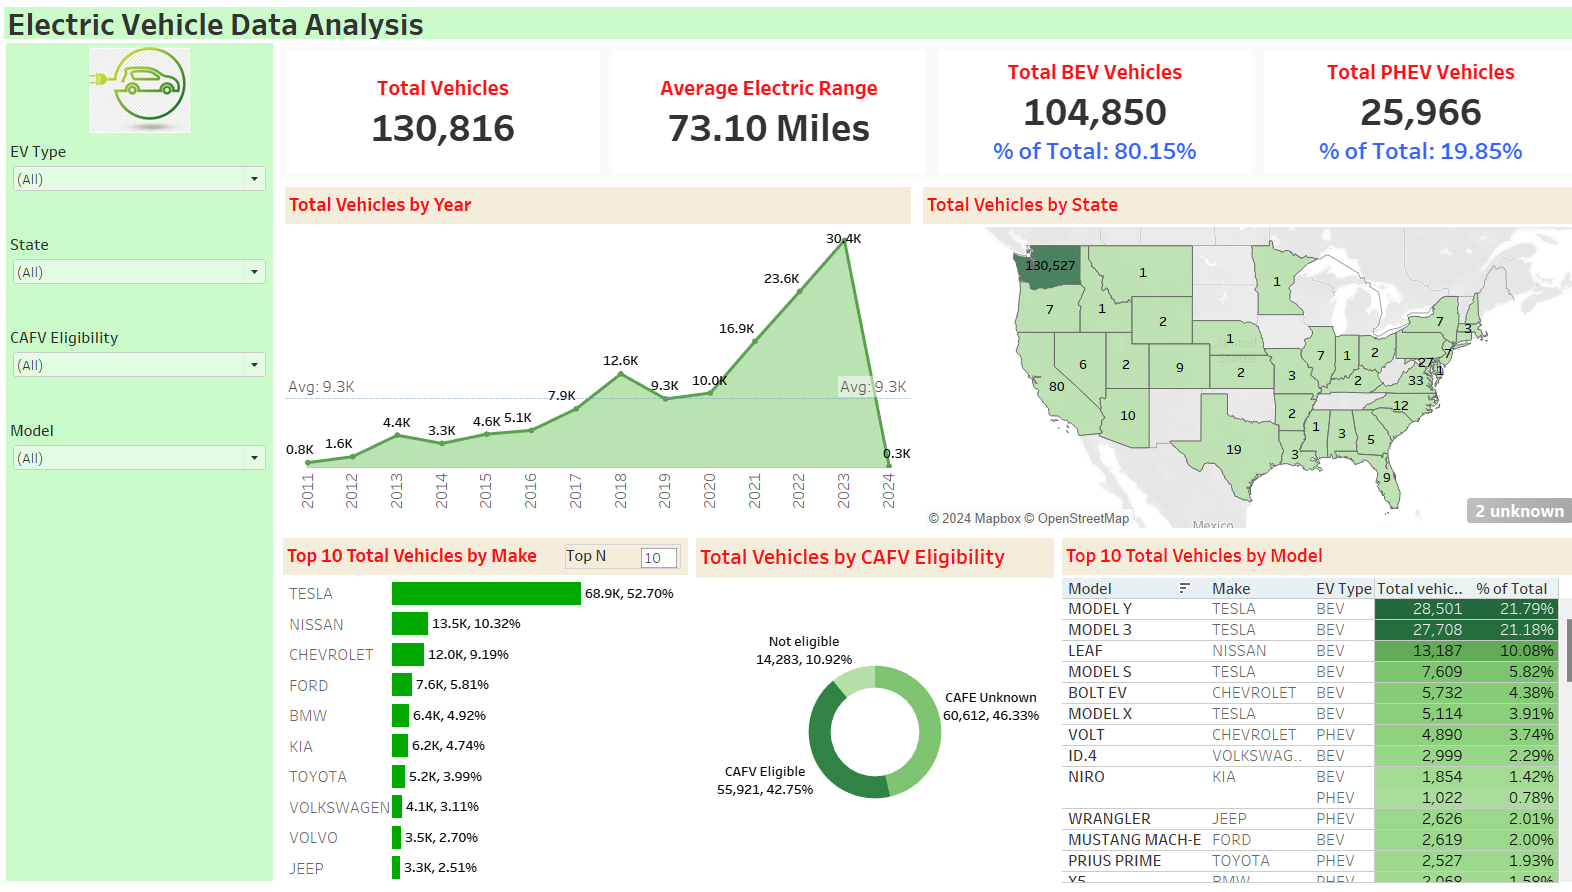 Electric Vehicle Data Analysis
EV Type
(All)
State
(All)
CAFV Eligibility
(All)
Model
(All)
Total Vehicles
130,816
Average Electric Range
73.10 Miles
Total BEV Vehicles
104,850
% of Total: 80.15%
Total PHEV Vehicles
25,966
% of Total: 19.85%
Total Vehicles by Year
30.4K
23.6K
16.9K
12.6K
Avg: 9.3K
9.3K
10.0K
Avg: 9.3K
7.9K
4.4K
3.3K
4.6K
5.1K
0.8K
1.6K
0.3K
2011
2012
2013
2014
2015
2016
2017
2018
2019
2020
2021
2022
2023
2024
Total Vehicles by State
130,527
1
1
7
1
2
7
3
1
United
States
6
2
9
2
7
1
2
27
7
1
80
3
2
33
10
2
12
19
1
3
5
3
9
Mexico
© 2024 Mapbox © OpenStreetMap
2 unknown
Top 10 Total Vehicles by Make
Top N
10
TESLA 68.9K, 52.70%
NISSAN 13.5K, 10.32%
CHEVROLET 12.0K, 9.19%
FORD 7.6K, 5.81%
BMW 6.4K, 4.92%
KIA 6.2K, 4.74%
TOYOTA 5.2K, 3.99%
VOLKSWAGEN 4.1K, 3.11%
VOLVO 3.5K, 2.70%
JEEP 3.3K, 2.51%
Total Vehicles by CAFV Eligibility
Not eligible
14,283, 10.92%
CAFE Unknown
60,612, 46.33%
CAFV Eligible
55,921, 42.75%
Top 10 Total Vehicles by Model
Model Make EV Type Total vehic.. % of Total
MODEL Y TESLA BEV 28,501 21.79%
MODEL 3 TESLA BEV 27,708 21.18%
LEAF NISSAN BEV 13,187 10.08%
MODEL S TESLA BEV 7,609 5.82%
BOLT EV CHEVROLET BEV 5,732 4.38%
MODEL X TESLA BEV 5,114 3.91%
VOLT CHEVROLET PHEV 4,890 3.74%
ID.4 VOLKSWAG.. BEV 2,999 2.29%
NIRO KIA BEV 1,854 1.42%
PHEV 1,022 0.78%
WRANGLER JEEP PHEV 2,626 2.01%
MUSTANG MACH-E FORD BEV 2,619 2.00%
PRIUS PRIME TOYOTA PHEV 2,527 1.93%
X5 BMW PHEV 2,068 1.58%